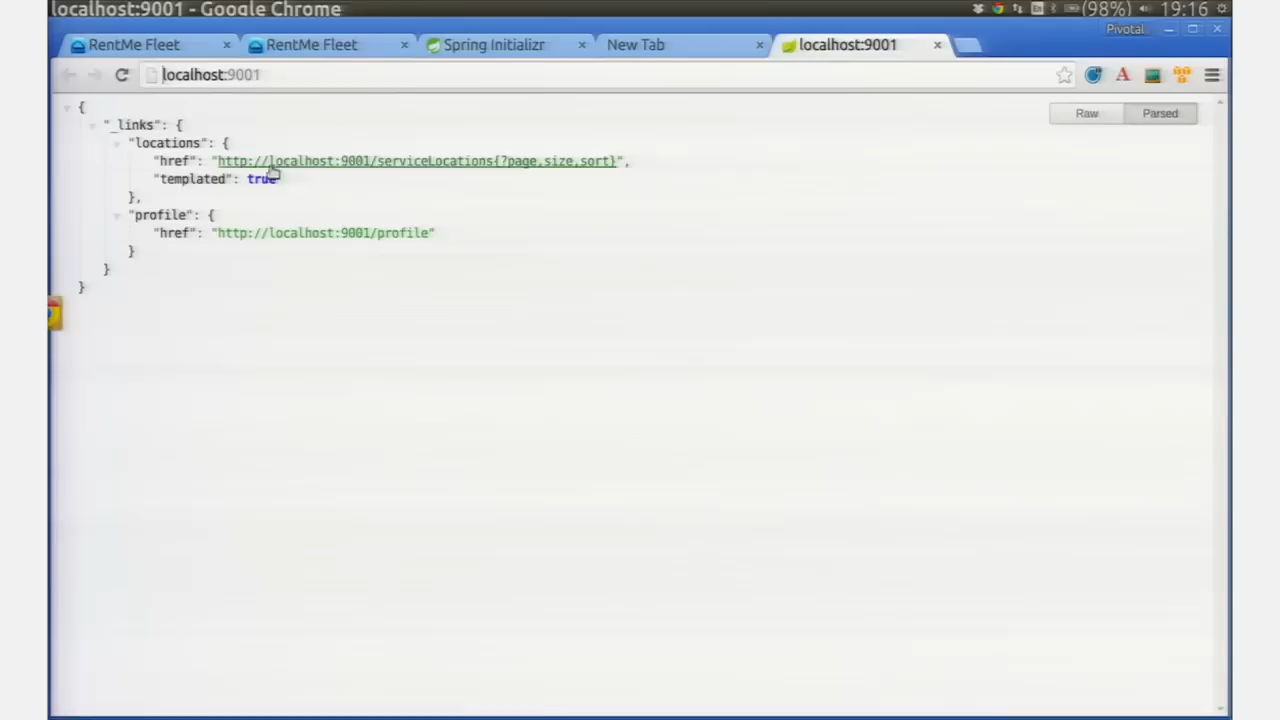 localhost:9001 - Google Chrome
(98%) 19:16
Pivotal
RentMe Fleet
RentMe Fleet
Spring Initializr
New Tab
localhost:9001
localhost:9001
Raw
Parsed
{
"_links": {
"locations": {
"href": "http://localhost:9001/serviceLocations{?page,size,sort}",
"templated": true
},
"profile": {
"href": "http://localhost:9001/profile"
}
}
}